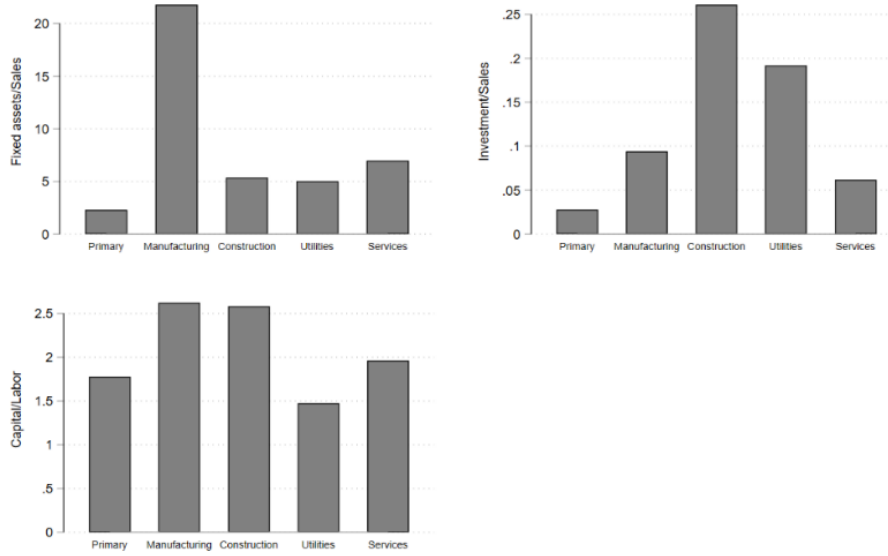 Fixed assets/Sales
20
15
10
5
0
Primary Manufacturing Construction Utilities Services
Investment/Sales
.25
.2
.15
.1
.05
0
Primary Manufacturing Construction Utilities Services
Capital/Labor
2.5
2
1.5
1
.5
0
Primary Manufacturing Construction Utilities Services